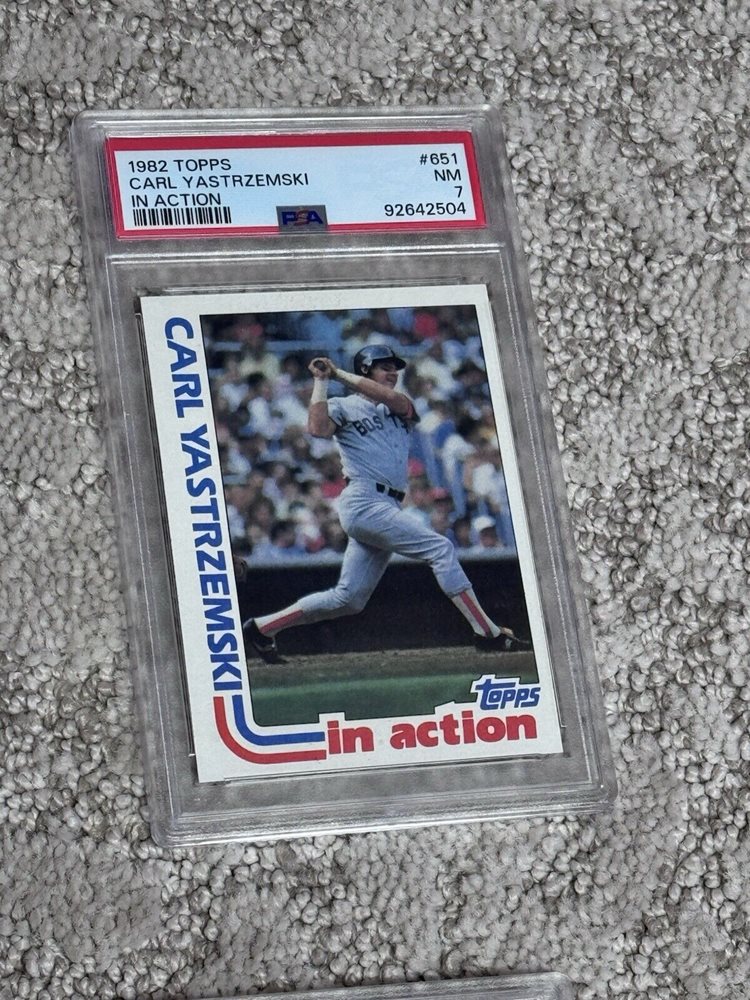 1982 TOPPS #651
CARL YASTRZEMSKI NM
IN ACTION 7
PSA 92642504
CARL YASTRZEMSKI
BOSTON
topps
in action